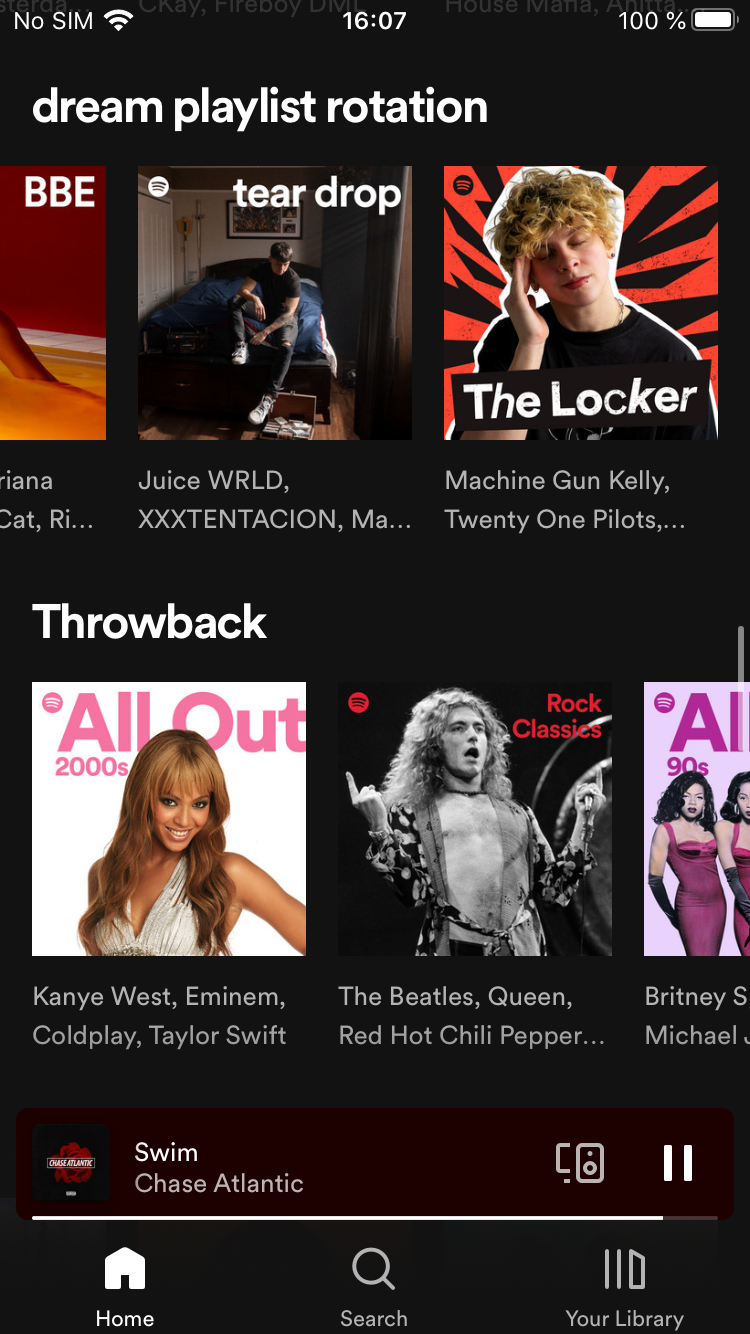 CKay, Fireboy DML
House Mafia, Anitta...
No SIM 16:07 100 %
dream playlist rotation
BBE
tear drop
The Locker
riana
Cat, Ri...
Juice WRLD,
XXXTENTACION, Ma...
Machine Gun Kelly,
Twenty One Pilots,...
Throwback
All Out
2000s
Rock
Classics
Al
90s
Kanye West, Eminem,
Coldplay, Taylor Swift
The Beatles, Queen,
Red Hot Chili Pepper...
Britney S
Michael J
CHASE ATLANTIC
Swim
Chase Atlantic
Home
Search
Your Library